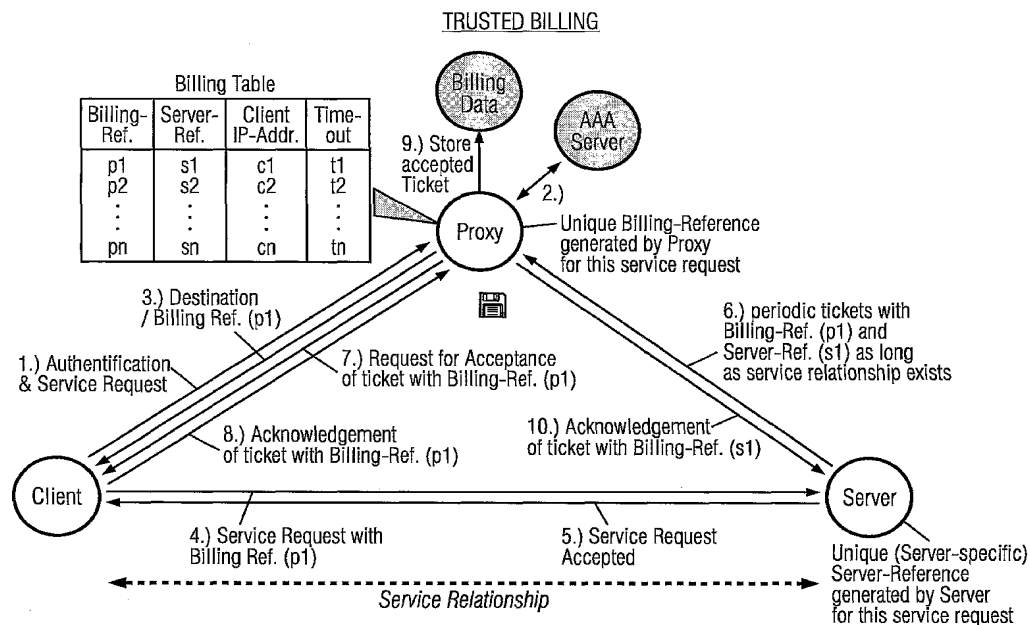 TRUSTED BILLING
Billing Table
Billing-Ref. Server-Ref. Client IP-Addr. Time-out
p1 s1 c1 t1
p2 s2 c2 t2
pn sn cn tn
Billing
Data
AAA
Server
9.) Store
accepted
Ticket
2.)
Proxy
Unique Billing-Reference
generated by Proxy
for this service request
3.) Destination
/ Billing Ref. (p1)
1.) Authentification
& Service Request
7.) Request for Acceptance
of ticket with Billing-Ref. (p1)
6.) periodic tickets with
Billing-Ref. (p1) and
Server-Ref. (s1) as long
as service relationship exists
8.) Acknowledgement
of ticket with Billing-Ref. (p1)
10.) Acknowledgement
of ticket with Billing-Ref. (s1)
Client
Server
4.) Service Request with
Billing Ref. (p1)
5.) Service Request
Accepted
Service Relationship
Unique (Server-specific)
Server-Reference
generated by Server
for this service request